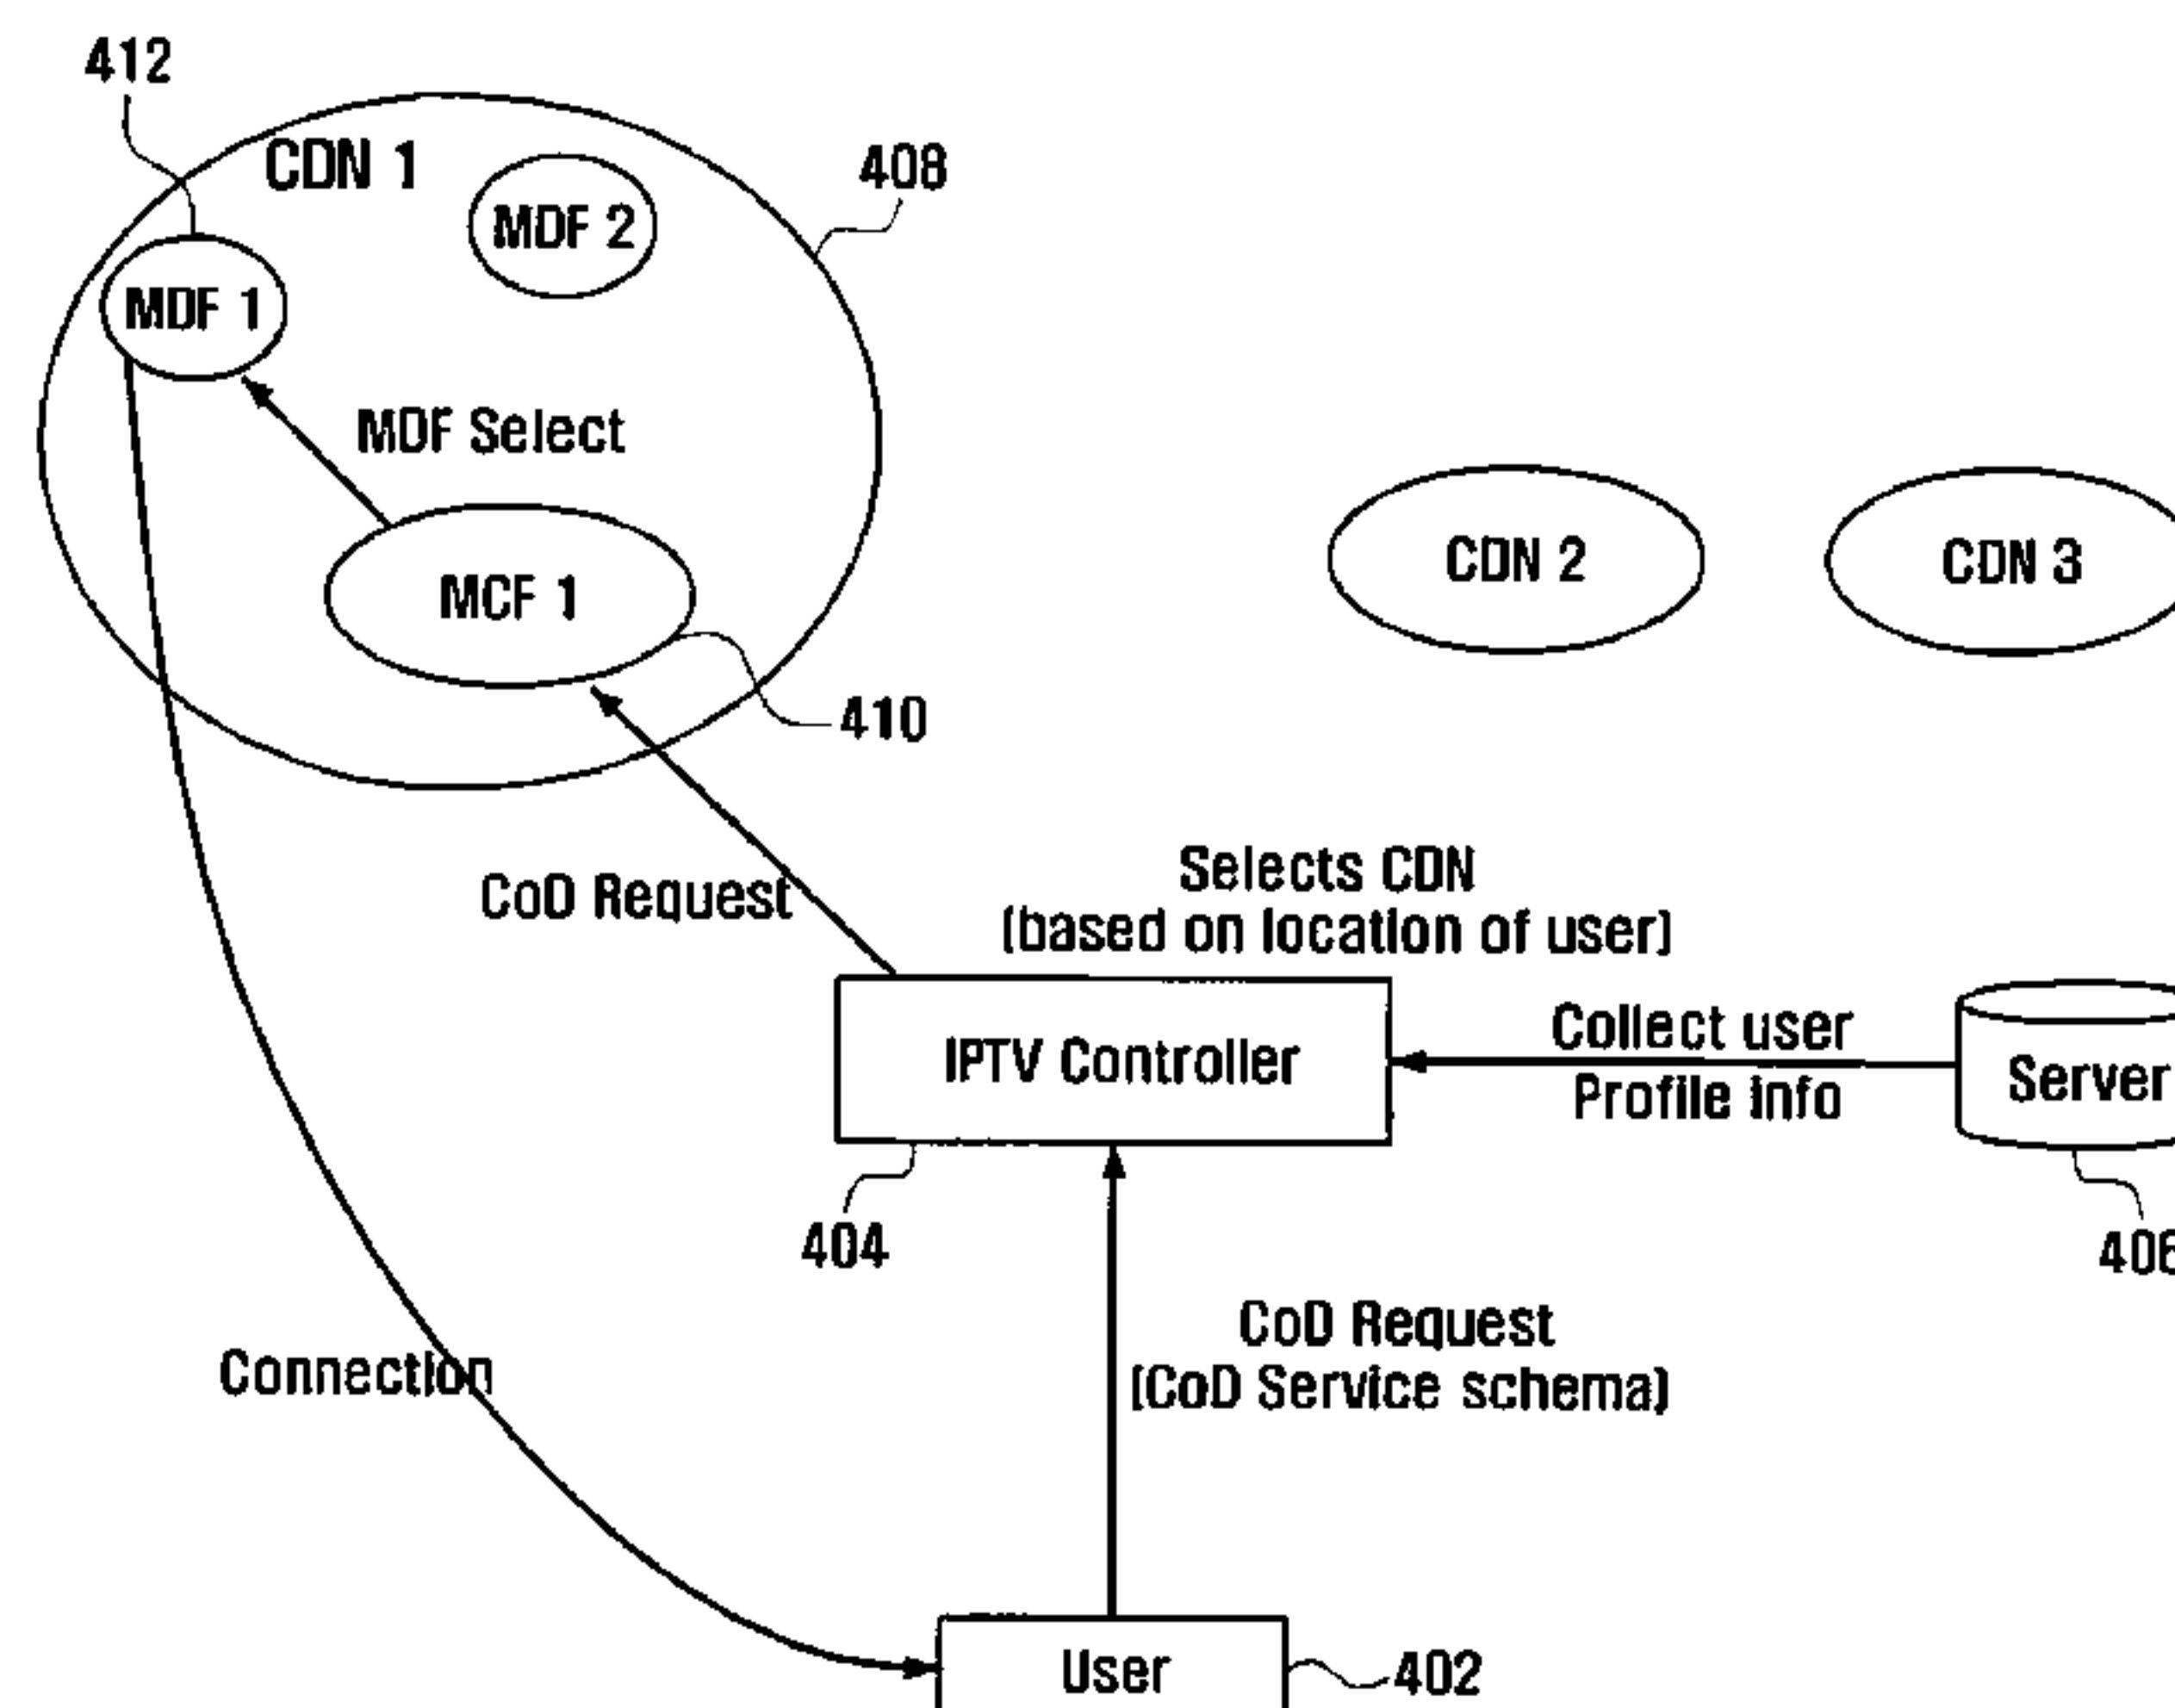 412
CDN 1
408
MDF 2
MDF 1
MDF Select
CDN 2
CDN 3
MCF 1
410
Selects CDN
(based on location of user)
CoD Request
IPTV Controller
Collect user
Profile info
Server
404
406
CoD Request
(CoD Service schema)
Connection
User
402